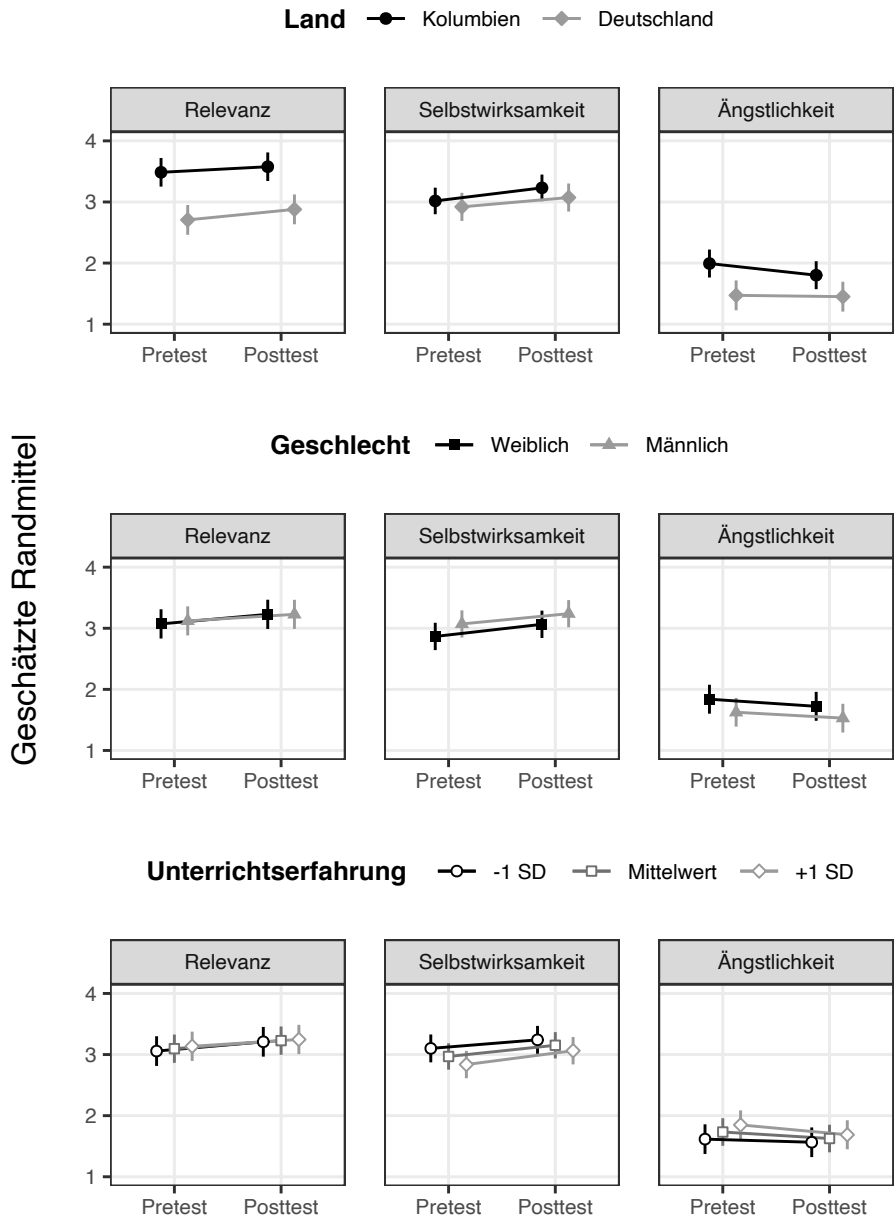 Land Kolumbien Deutschland
Relevanz Selbstwirksamkeit Ängstlichkeit
4
3
2
1
Pretest Posttest Pretest Posttest Pretest Posttest
Geschätzte Randmittel
Geschlecht Weiblich Männlich
Relevanz Selbstwirksamkeit Ängstlichkeit
4
3
2
1
Pretest Posttest Pretest Posttest Pretest Posttest
Unterrichtserfahrung -1 SD Mittelwert +1 SD
Relevanz Selbstwirksamkeit Ängstlichkeit
4
3
2
1
Pretest Posttest Pretest Posttest Pretest Posttest